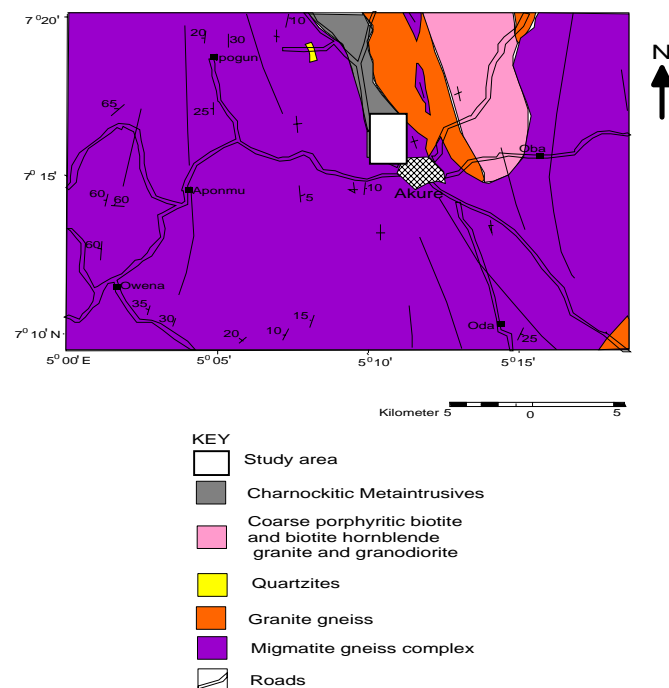 7° 20'
7° 15'
7° 10' N
5° 00' E
5° 05'
5° 10'
5° 15'
N
20
30
10
pogun
65
25
Oba
Akure
60
60
Aponmu
5
10
60
Owena
35
30
20
10
15
Oda
25
Kilometer 5 0 5
KEY
Study area
Charnockitic Metaintrusives
Coarse porphyritic biotite
and biotite hornblende
granite and granodiorite
Quartzites
Granite gneiss
Migmatite gneiss complex
Roads